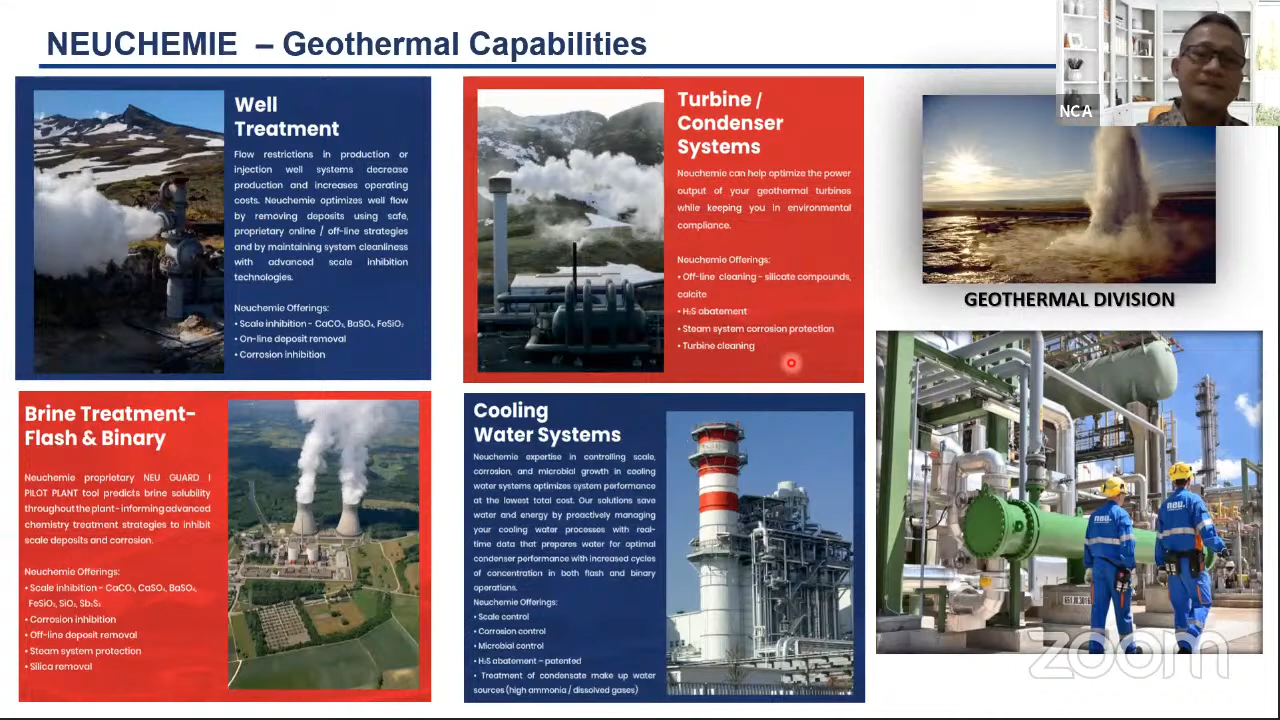 NEUCHEMIE – Geothermal Capabilities
NCA
Well
Treatment
Flow restrictions in production or
injection well systems decrease
production and increases operating
costs. Neuchemie optimizes well flow
by removing deposits using safe,
proprietary online / off-line strategies
and by maintaining system cleanliness
with advanced scale inhibition
technologies.
Neuchemie Offerings:
• Scale inhibition - CaCO₃, BaSO₄, FeSiO₂
• On-line deposit removal
• Corrosion inhibition
Turbine /
Condenser
Systems
Neuchemie can help optimize the power
output of your geothermal turbines
while keeping you in environmental
compliance.
Neuchemie Offerings:
• Off-line cleaning - silicate compounds,
calcite
• H₂S abatement
• Steam system corrosion protection
• Turbine cleaning
GEOTHERMAL DIVISION
Brine Treatment-
Flash & Binary
Neuchemie proprietary NEU GUARD I
PILOT PLANT tool predicts brine solubility
throughout the plant - informing advanced
chemistry treatment strategies to inhibit
scale deposits and corrosion.
Neuchemie Offerings:
• Scale inhibition - CaCO₃, CaSO₄, BaSO₄,
FeSiO₂, SiO₂, Sb₂S₃
• Corrosion inhibition
• Off-line deposit removal
• Steam system protection
• Silica removal
Cooling
Water Systems
Neuchemie expertise in controlling scale,
corrosion, and microbial growth in cooling
water systems optimizes system performance
at the lowest total cost. Our solutions save
water and energy by proactively managing
your cooling water processes with real-
time data that prepares water for optimal
condenser performance with increased cycles
of concentration in both flash and binary
operations.
Neuchemie Offerings:
• Scale control
• Corrosion control
• Microbial control
• H₂S abatement – patented
• Treatment of condensate make up water
sources (high ammonia / dissolved gases)
neu.
neu.
zoom